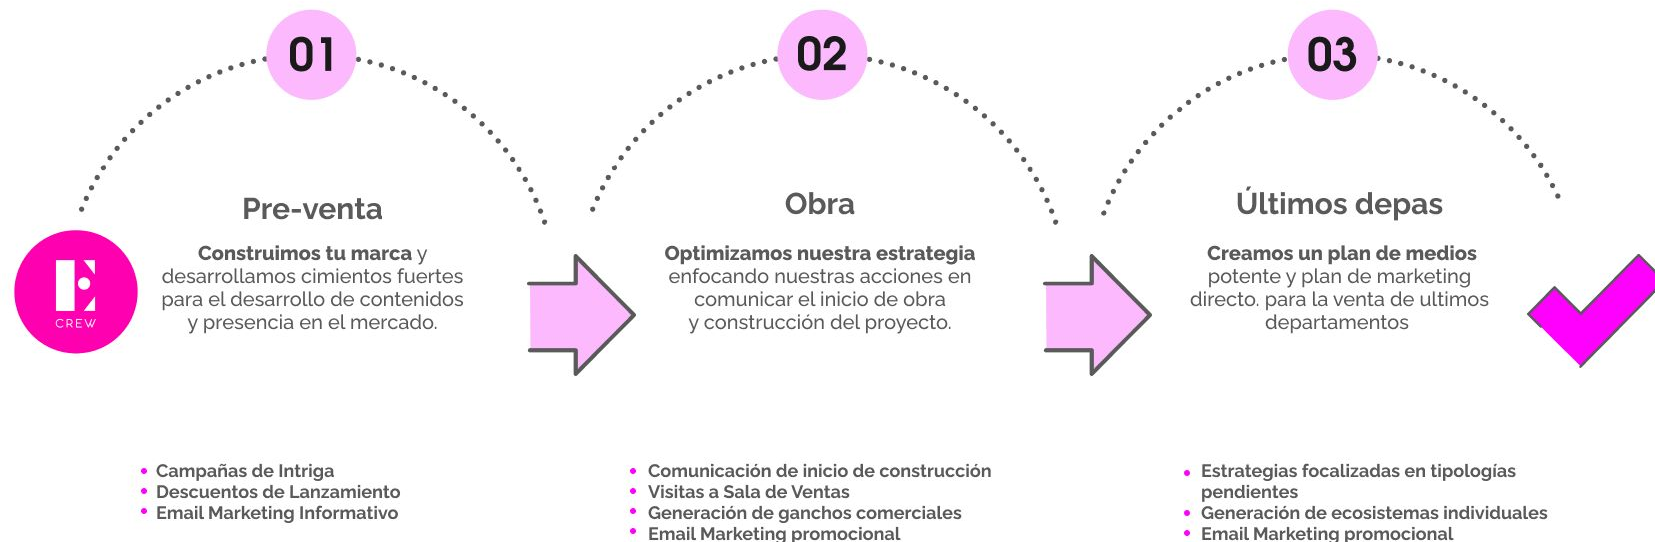 01
02
03
Pre-venta
Construimos tu marca y
desarrollamos cimientos fuertes
para el desarrollo de contenidos
y presencia en el mercado.
Obra
Optimizamos nuestra estrategia
enfocando nuestras acciones en
comunicar el inicio de obra
y construcción del proyecto.
Últimos depas
Creamos un plan de medios
potente y plan de marketing
directo. para la venta de ultimos
departamentos
CREW
Campañas de Intriga
Descuentos de Lanzamiento
Email Marketing Informativo
Comunicación de inicio de construcción
Visitas a Sala de Ventas
Generación de ganchos comerciales
Email Marketing promocional
Estrategias focalizadas en tipologías
pendientes
Generación de ecosistemas individuales
Email Marketing promocional